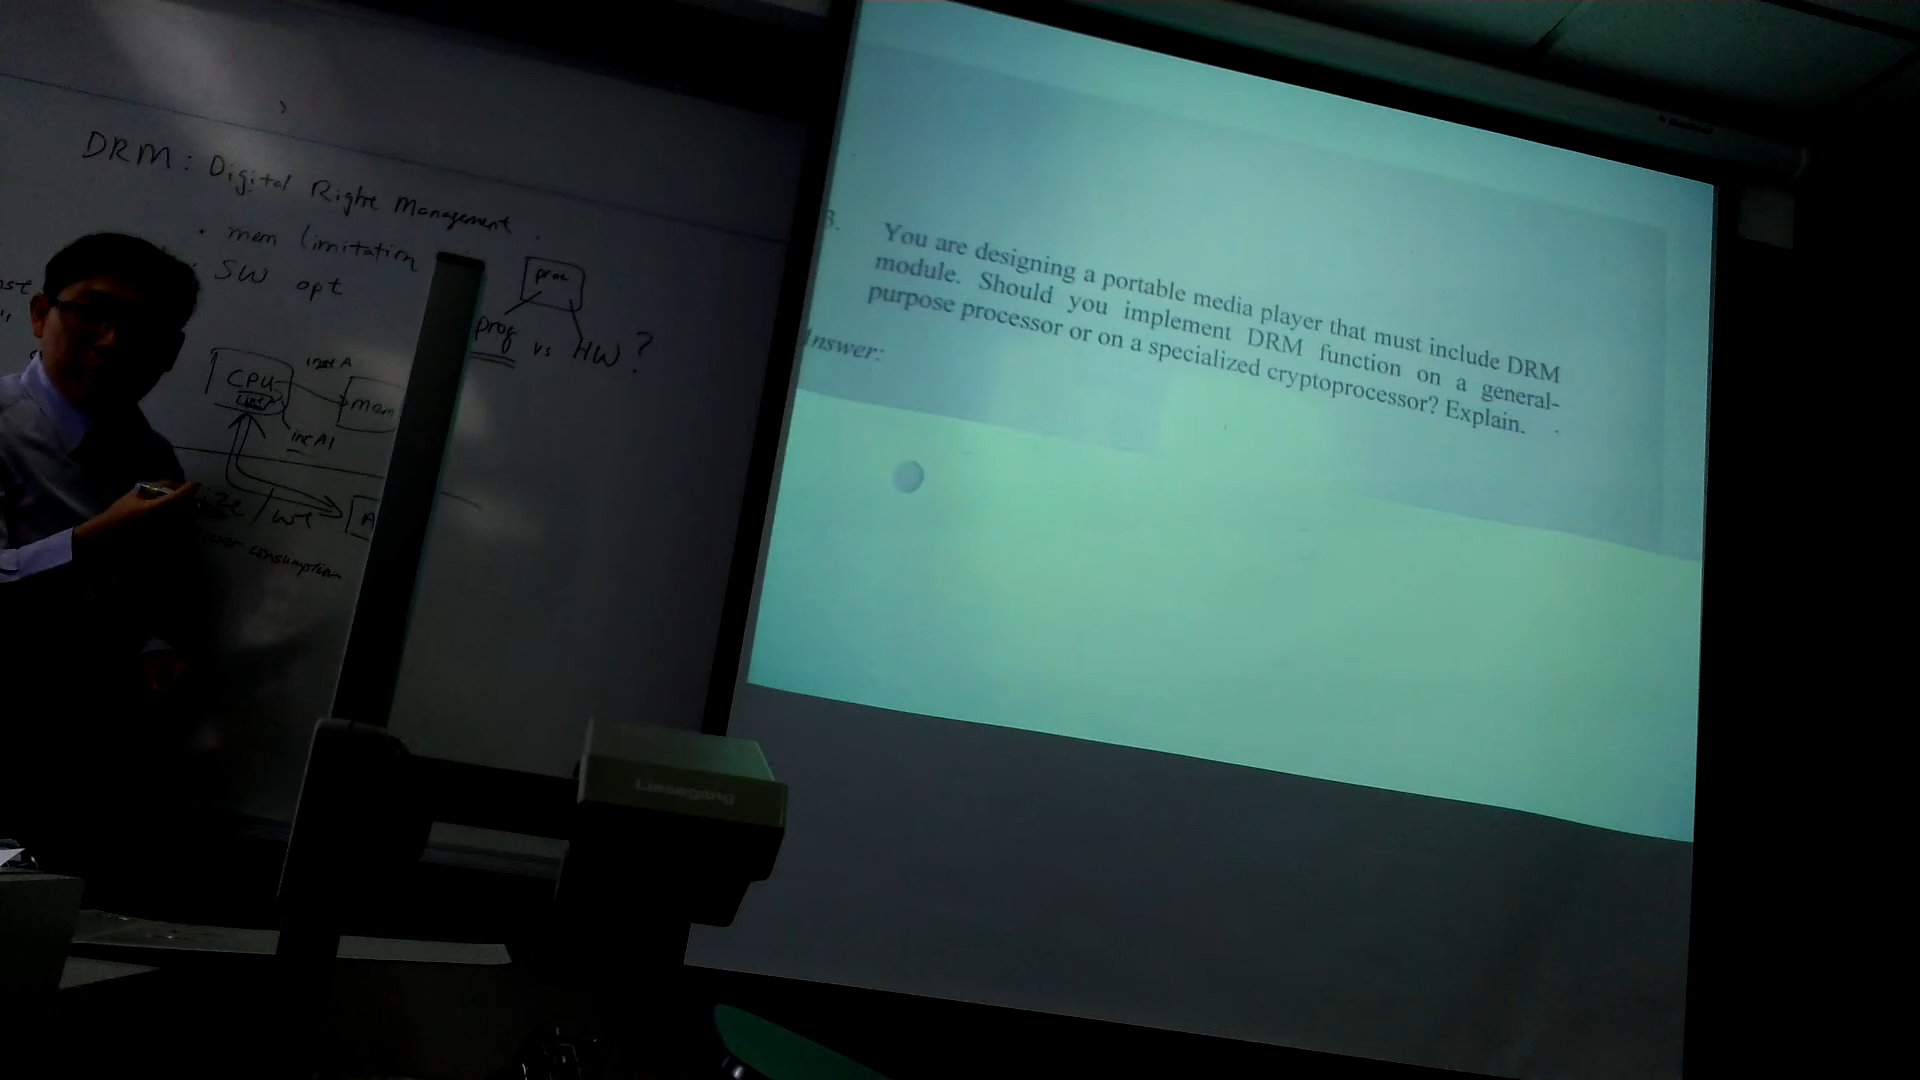 DRM: Digital Right Management
. mem limitation
. SW opt
proc
prog vs HW ?
CPU
inst A
mem
inst A1
size / wt
A
power consumption
3. You are designing a portable media player that must include DRM
module. Should you implement DRM function on a general-
purpose processor or on a specialized cryptoprocessor? Explain.
Answer:
Liesegang